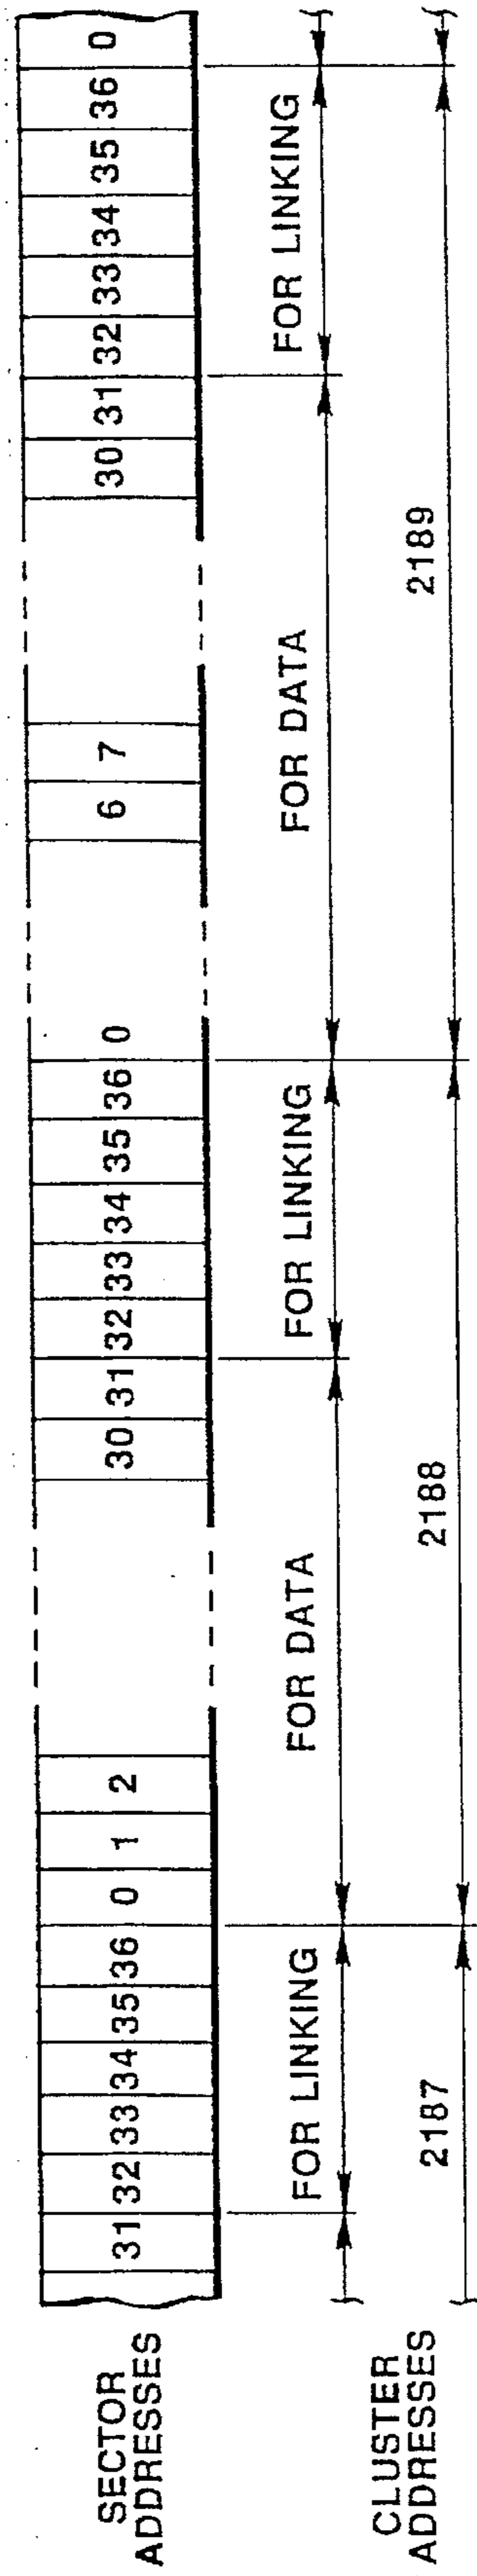 SECTOR
ADDRESSES
31 32 33 34 35 36 0 1 2 30 31 32 33 34 35 36 0 6 7 30 31 32 33 34 35 36 0
FOR LINKING FOR DATA FOR LINKING FOR DATA FOR LINKING
CLUSTER
ADDRESSES
2187 2188 2189